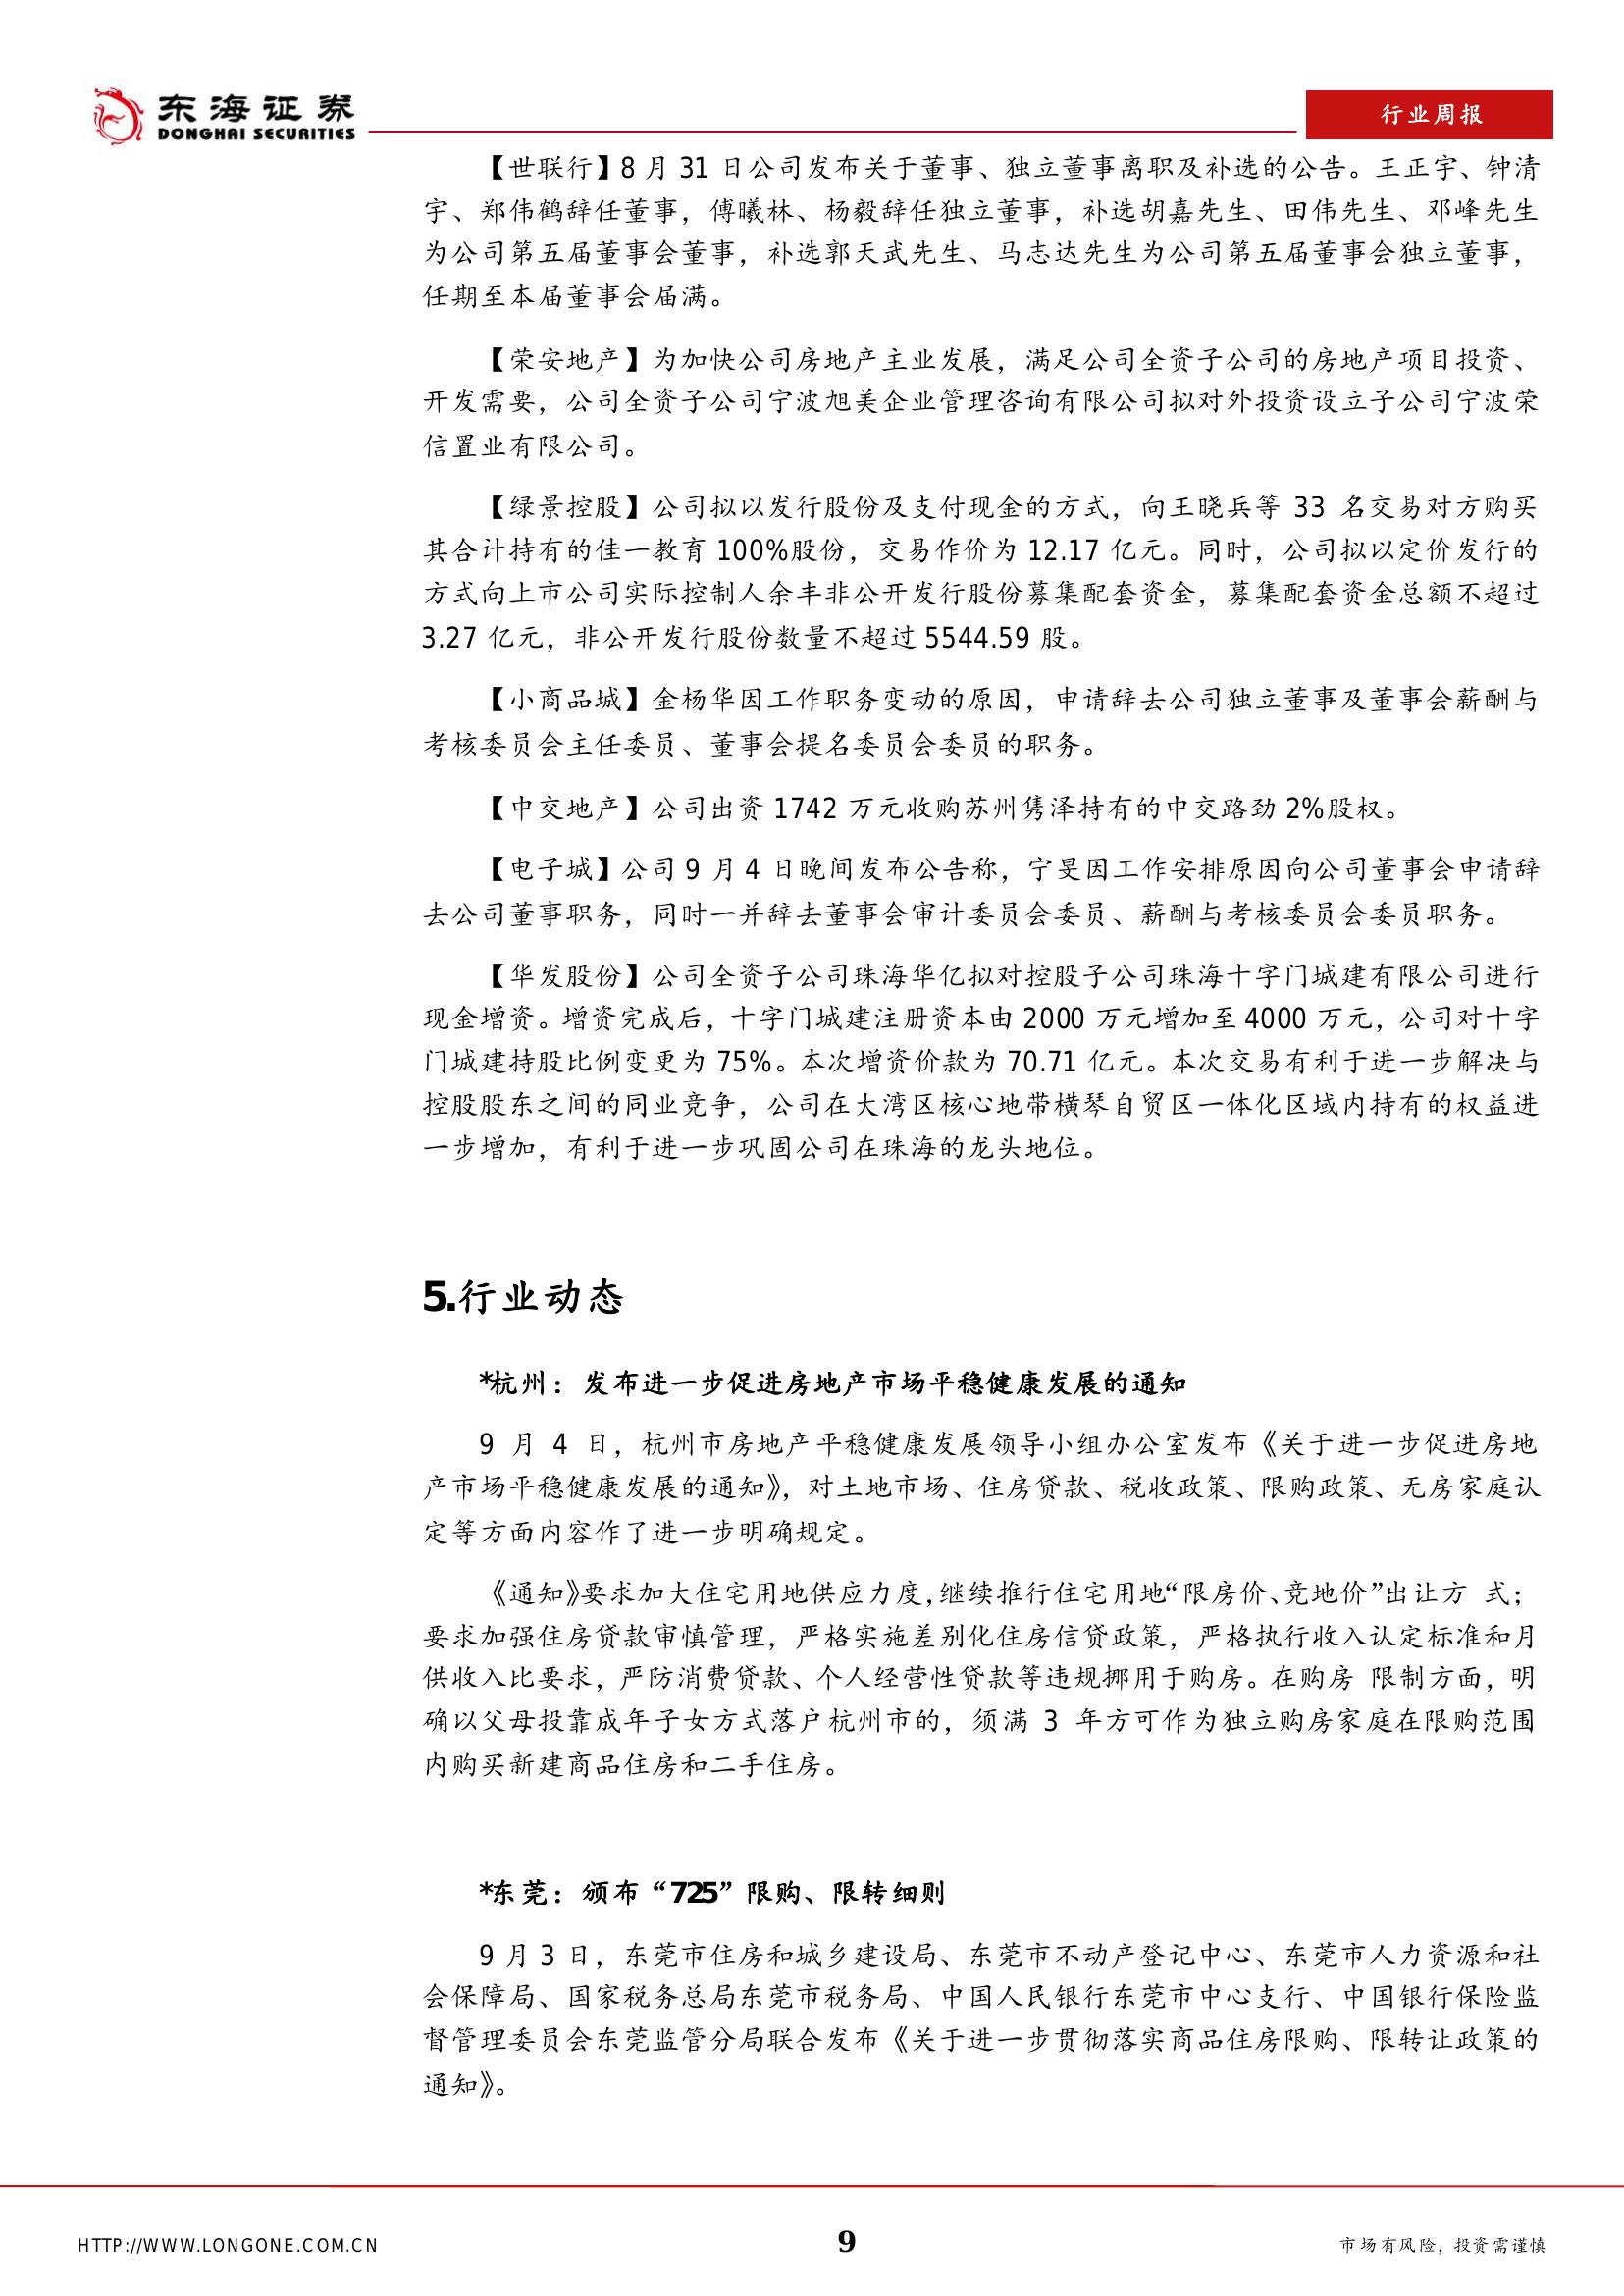 东海证券
DONGHAI SECURITIES
行业周报
【世联行】8 月 31 日公司发布关于董事、独立董事离职及补选的公告。王正宇、钟清
宇、郑伟鹤辞任董事，傅曦林、杨毅辞任独立董事，补选胡嘉先生、田伟先生、邓峰先生
为公司第五届董事会董事，补选郭天武先生、马志达先生为公司第五届董事会独立董事，
任期至本届董事会届满。
【荣安地产】为加快公司房地产主业发展，满足公司全资子公司的房地产项目投资、
开发需要，公司全资子公司宁波旭美企业管理咨询有限公司拟对外投资设立子公司宁波荣
信置业有限公司。
【绿景控股】公司拟以发行股份及支付现金的方式，向王晓兵等 33 名交易对方购买
其合计持有的佳一教育 100%股份，交易作价为 12.17 亿元。同时，公司拟以定价发行的
方式向上市公司实际控制人余丰非公开发行股份募集配套资金，募集配套资金总额不超过
3.27 亿元，非公开发行股份数量不超过 5544.59 股。
【小商品城】金杨华因工作职务变动的原因，申请辞去公司独立董事及董事会薪酬与
考核委员会主任委员、董事会提名委员会委员的职务。
【中交地产】公司出资 1742 万元收购苏州隽泽持有的中交路劲 2%股权。
【电子城】公司 9 月 4 日晚间发布公告称，宁旻因工作安排原因向公司董事会申请辞
去公司董事职务，同时一并辞去董事会审计委员会委员、薪酬与考核委员会委员职务。
【华发股份】公司全资子公司珠海华亿拟对控股子公司珠海十字门城建有限公司进行
现金增资。增资完成后，十字门城建注册资本由 2000 万元增加至 4000 万元，公司对十字
门城建持股比例变更为 75%。本次增资价款为 70.71 亿元。本次交易有利于进一步解决与
控股股东之间的同业竞争，公司在大湾区核心地带横琴自贸区一体化区域内持有的权益进
一步增加，有利于进一步巩固公司在珠海的龙头地位。
5.行业动态
*杭州：发布进一步促进房地产市场平稳健康发展的通知
9 月 4 日，杭州市房地产平稳健康发展领导小组办公室发布《关于进一步促进房地
产市场平稳健康发展的通知》，对土地市场、住房贷款、税收政策、限购政策、无房家庭认
定等方面内容作了进一步明确规定。
《通知》要求加大住宅用地供应力度，继续推行住宅用地“限房价、竞地价”出让方 式；
要求加强住房贷款审慎管理，严格实施差别化住房信贷政策，严格执行收入认定标准和月
供收入比要求，严防消费贷款、个人经营性贷款等违规挪用于购房。在购房 限制方面，明
确以父母投靠成年子女方式落户杭州市的，须满 3 年方可作为独立购房家庭在限购范围
内购买新建商品住房和二手住房。
*东莞：颁布“725”限购、限转细则
9 月 3 日，东莞市住房和城乡建设局、东莞市不动产登记中心、东莞市人力资源和社
会保障局、国家税务总局东莞市税务局、中国人民银行东莞市中心支行、中国银行保险监
督管理委员会东莞监管分局联合发布《关于进一步贯彻落实商品住房限购、限转让政策的
通知》。
HTTP://WWW.LONGONE.COM.CN
9
市场有风险，投资需谨慎